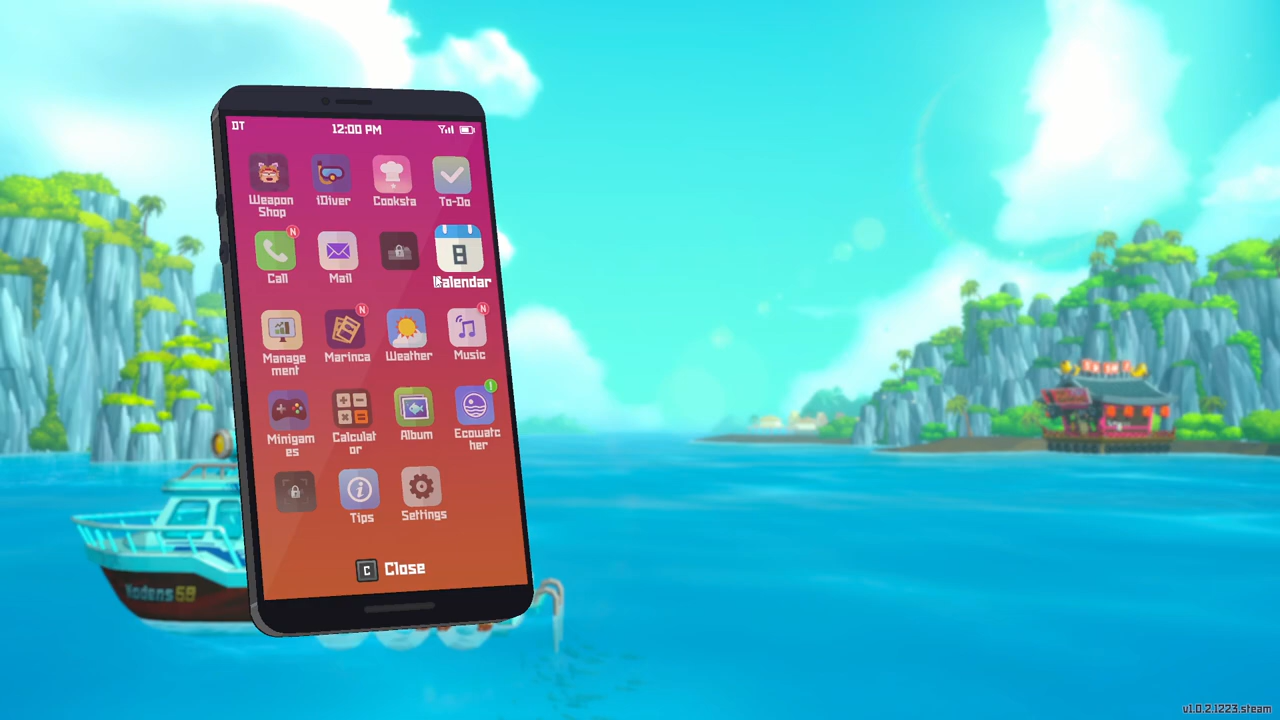 DT
12:00 PM
Weapon
Shop
iDiver
Cooksta
To-Do
N
Call
Mail
8
Calendar
Manage
ment
N
Marinca
Weather
N
Music
Minigam
es
Calculat
or
Album
!
Ecowatc
her
i
Tips
Settings
C Close
Nodens 58
v1.0.2.1223.steam